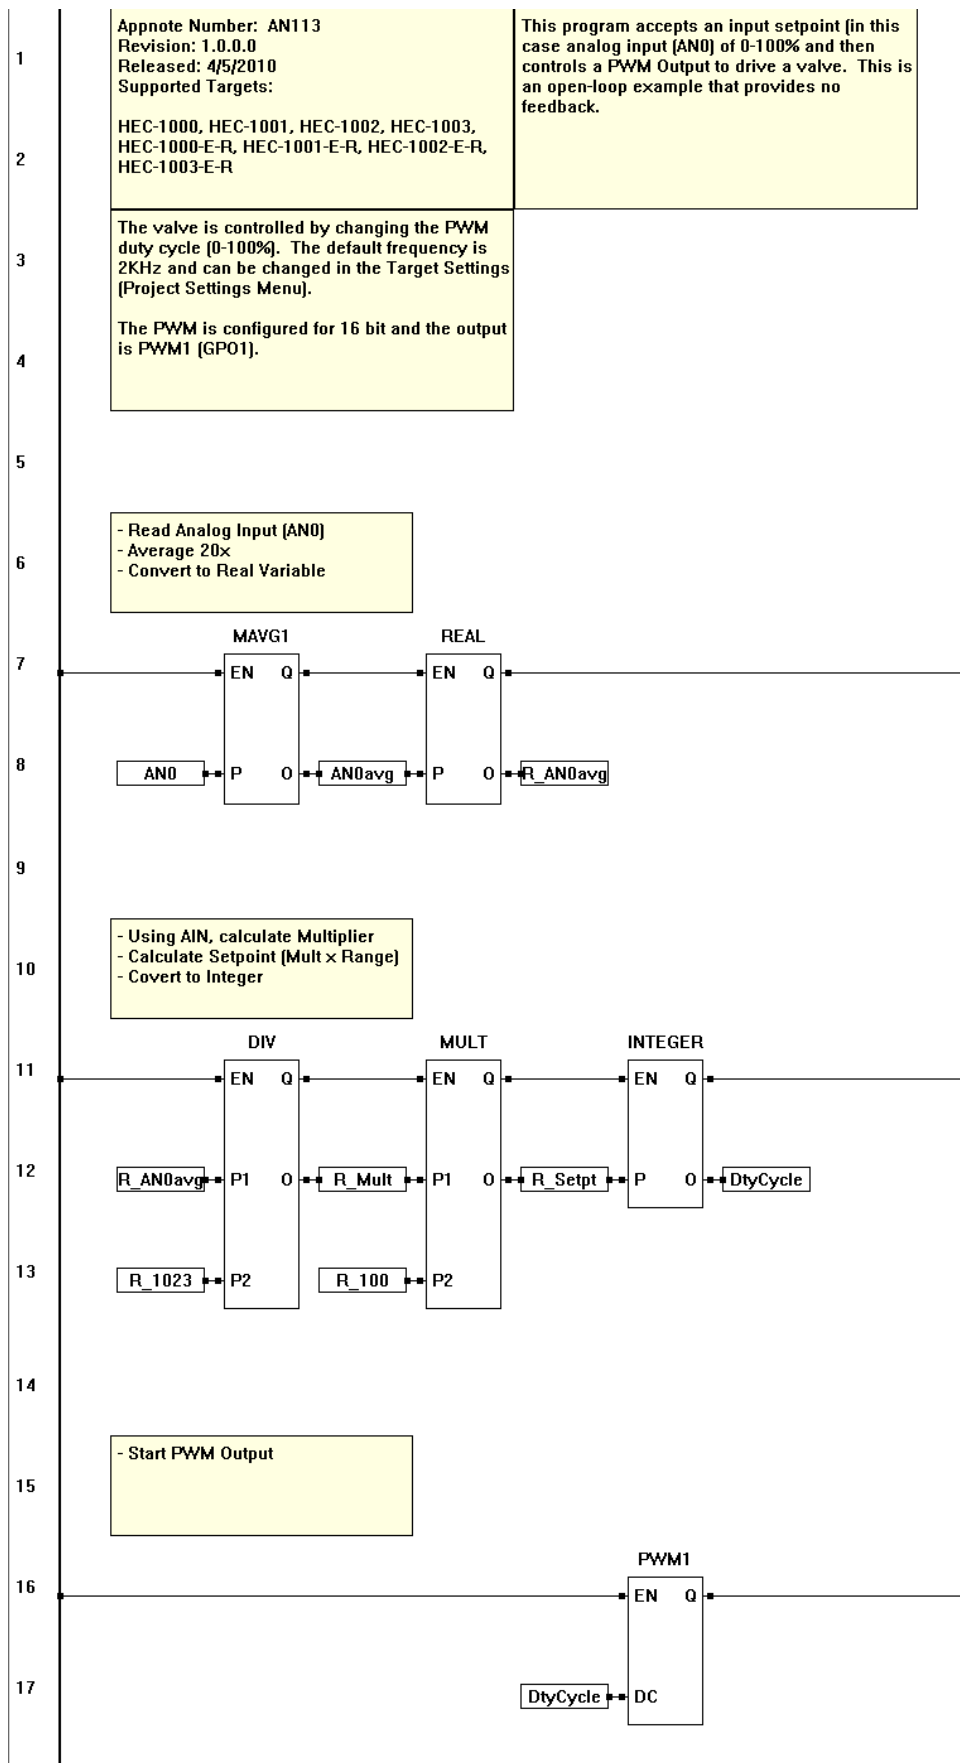 Appnote Number: AN113
Revision: 1.0.0.0
Released: 4/5/2010
Supported Targets:
HEC-1000, HEC-1001, HEC-1002, HEC-1003,
HEC-1000-E-R, HEC-1001-E-R, HEC-1002-E-R,
HEC-1003-E-R
This program accepts an input setpoint (in this
case analog input (AN0) of 0-100% and then
controls a PWM Output to drive a valve. This is
an open-loop example that provides no
feedback.
1
2
The valve is controlled by changing the PWM
duty cycle (0-100%). The default frequency is
2KHz and can be changed in the Target Settings
(Project Settings Menu).
The PWM is configured for 16 bit and the output
is PWM1 (GPO1).
3
4
5
- Read Analog Input (AN0)
- Average 20x
- Convert to Real Variable
6
MAVG1 REAL
7 EN Q EN Q
8 AN0 P O AN0avg P O R_AN0avg
9
- Using AIN, calculate Multiplier
- Calculate Setpoint (Mult x Range)
- Covert to Integer
10
DIV MULT INTEGER
11 EN Q EN Q EN Q
12 R_AN0avg P1 O R_Mult P1 O R_Setpt P O DtyCycle
13 R_1023 P2 R_100 P2
14
- Start PWM Output
15
PWM1
16 EN Q
17 DtyCycle DC